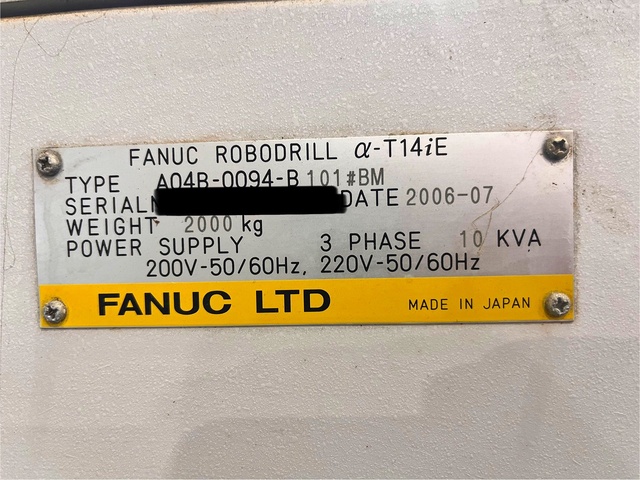 FANUC ROBODRILL α-T14iE
TYPE A04B-0094-B101#BM
SERIAL DATE 2006-07
WEIGHT 2000 kg
POWER SUPPLY 3 PHASE 10 KVA
200V-50/60Hz, 220V-50/60Hz
FANUC LTD MADE IN JAPAN